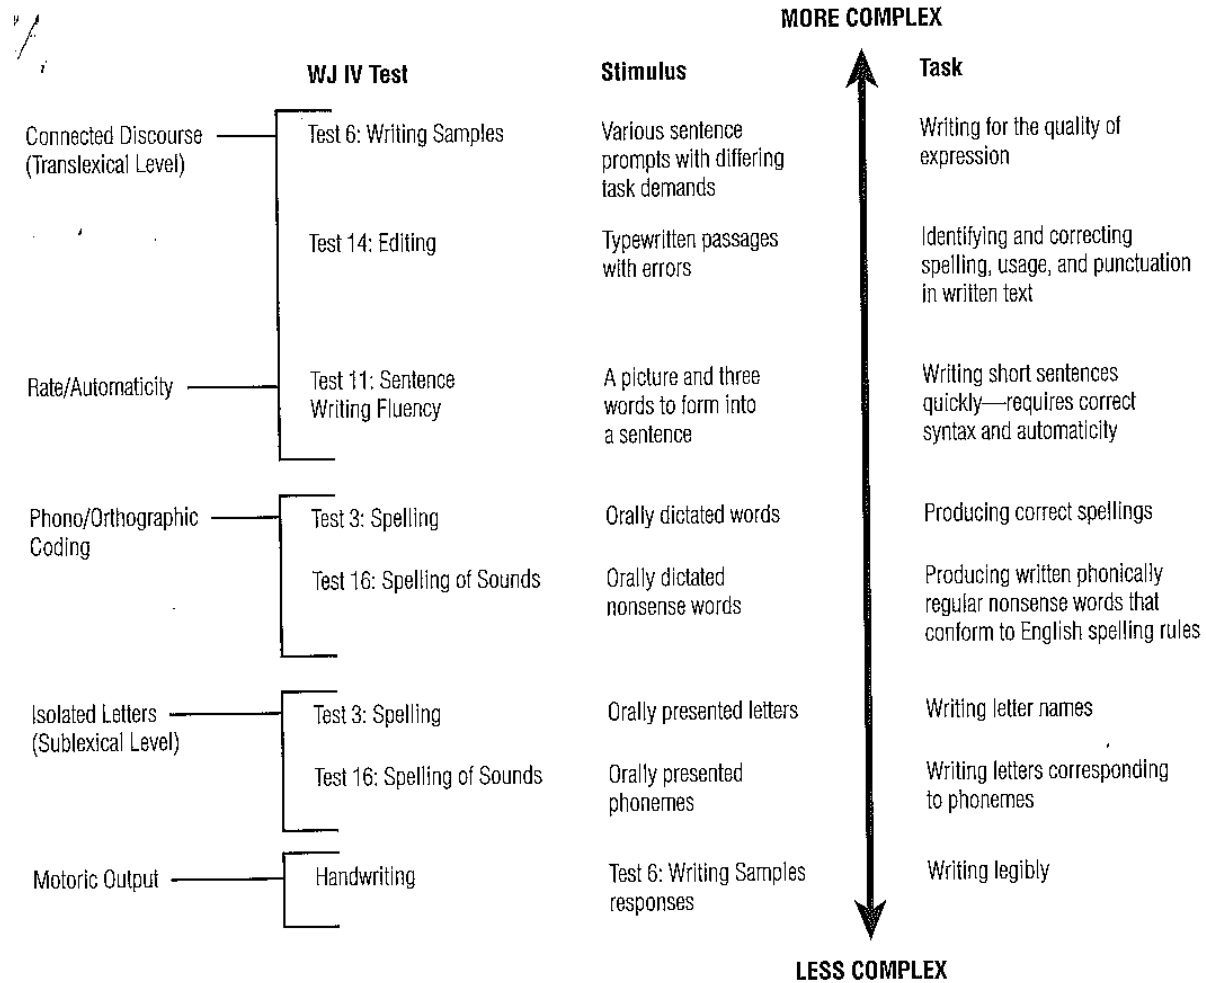 MORE COMPLEX
WJ IV Test
Stimulus
Task
Connected Discourse
(Translexical Level)
Test 6: Writing Samples
Various sentence
prompts with differing
task demands
Writing for the quality of
expression
Test 14: Editing
Typewritten passages
with errors
Identifying and correcting
spelling, usage, and punctuation
in written text
Rate/Automaticity
Test 11: Sentence
Writing Fluency
A picture and three
words to form into
a sentence
Writing short sentences
quickly—requires correct
syntax and automaticity
Phono/Orthographic
Coding
Test 3: Spelling
Orally dictated words
Producing correct spellings
Test 16: Spelling of Sounds
Orally dictated
nonsense words
Producing written phonically
regular nonsense words that
conform to English spelling rules
Isolated Letters
(Sublexical Level)
Test 3: Spelling
Orally presented letters
Writing letter names
Test 16: Spelling of Sounds
Orally presented
phonemes
Writing letters corresponding
to phonemes
Motoric Output
Handwriting
Test 6: Writing Samples
responses
Writing legibly
LESS COMPLEX